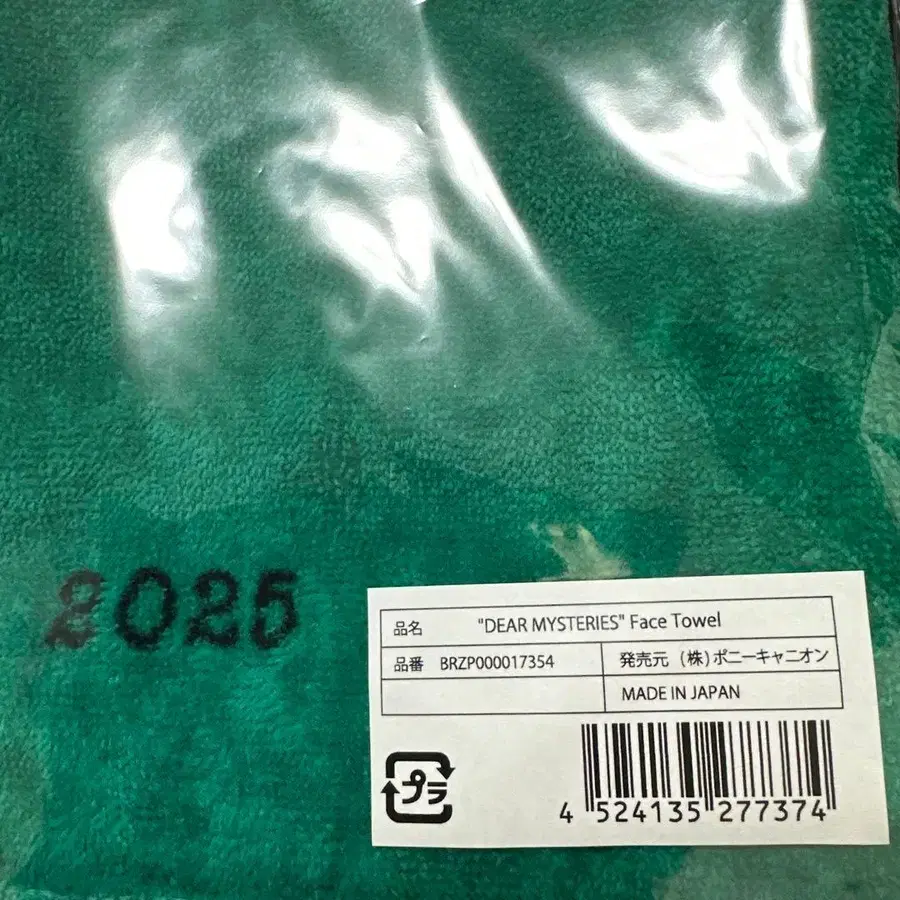 2025
品名 "DEAR MYSTERIES" Face Towel
品番 BRZP000017354 発売元 (株)ポニーキャニオン
MADE IN JAPAN
プラ
4 524135 277374